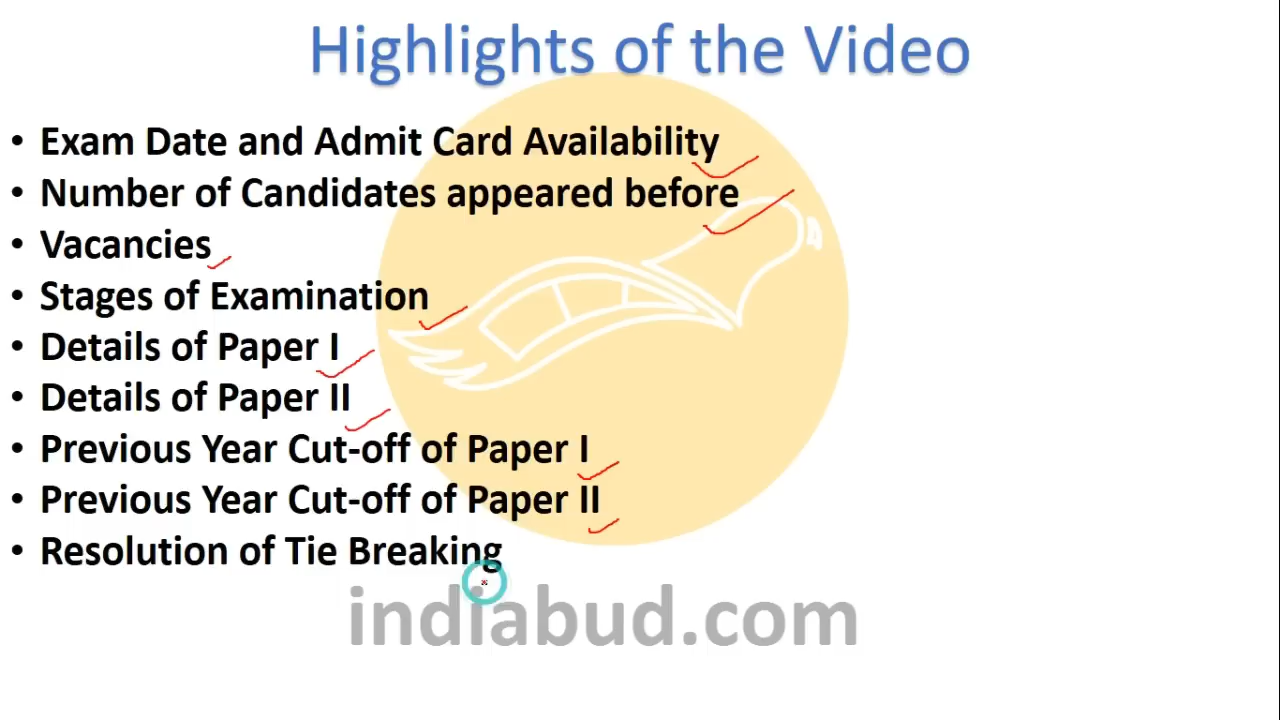 Highlights of the Video
• Exam Date and Admit Card Availability
• Number of Candidates appeared before
• Vacancies
• Stages of Examination
• Details of Paper I
• Details of Paper II
• Previous Year Cut-off of Paper I
• Previous Year Cut-off of Paper II
• Resolution of Tie Breaking
indiabud.com